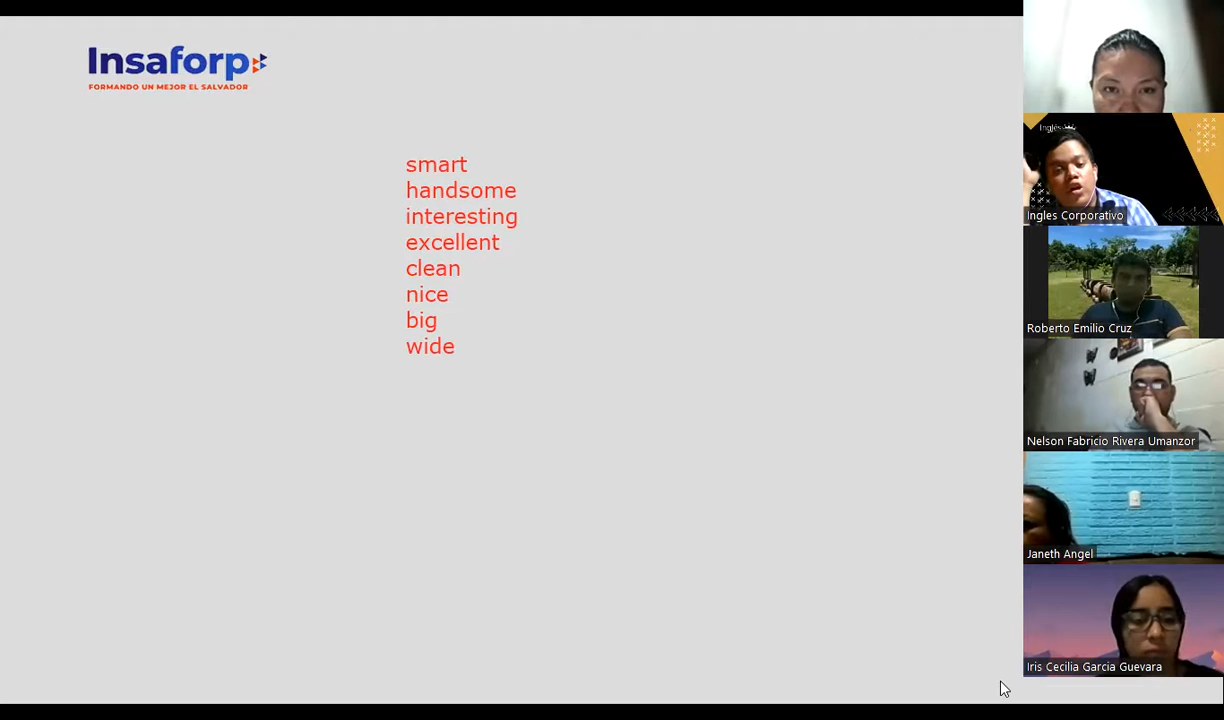 Insaforp
FORMANDO UN MEJOR EL SALVADOR
smart
handsome
interesting
excellent
clean
nice
big
wide
Inglés
Ingles Corporativo
Roberto Emilio Cruz
Nelson Fabricio Rivera Umanzor
Janeth Angel
Iris Cecilia Garcia Guevara